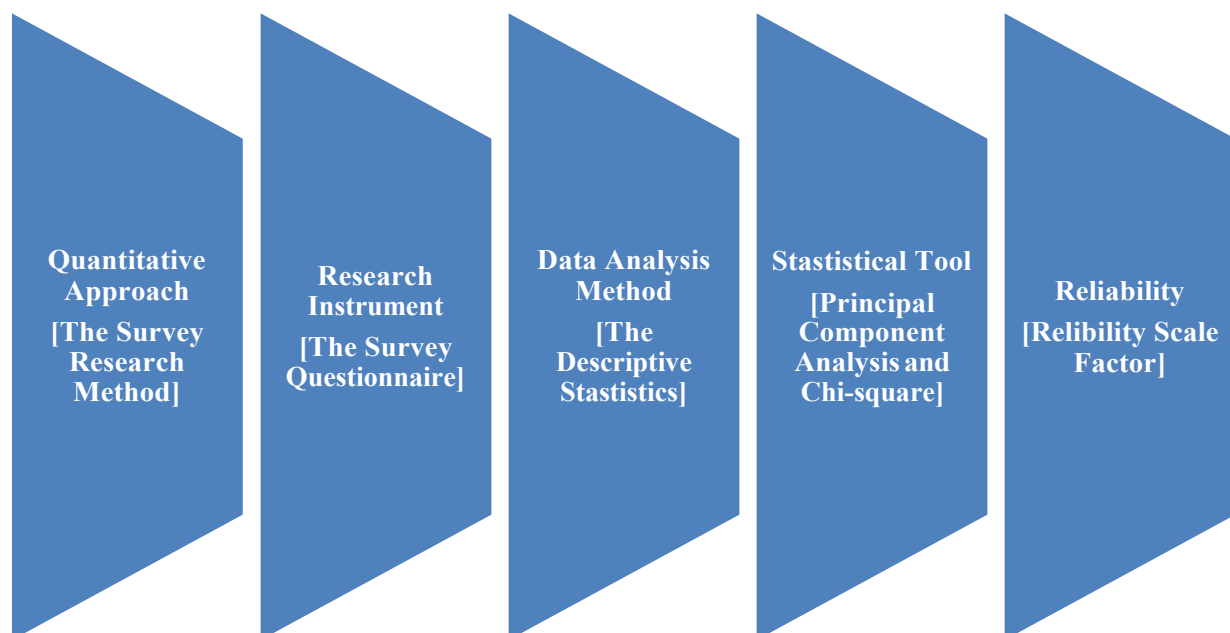 Quantitative
Approach
[The Survey
Research
Method]
Research
Instrument
[The Survey
Questionnaire]
Data Analysis
Method
[The
Descriptive
Stastistics]
Stastistical Tool
[Principal
Component
Analysis and
Chi-square]
Reliability
[Relibility Scale
Factor]